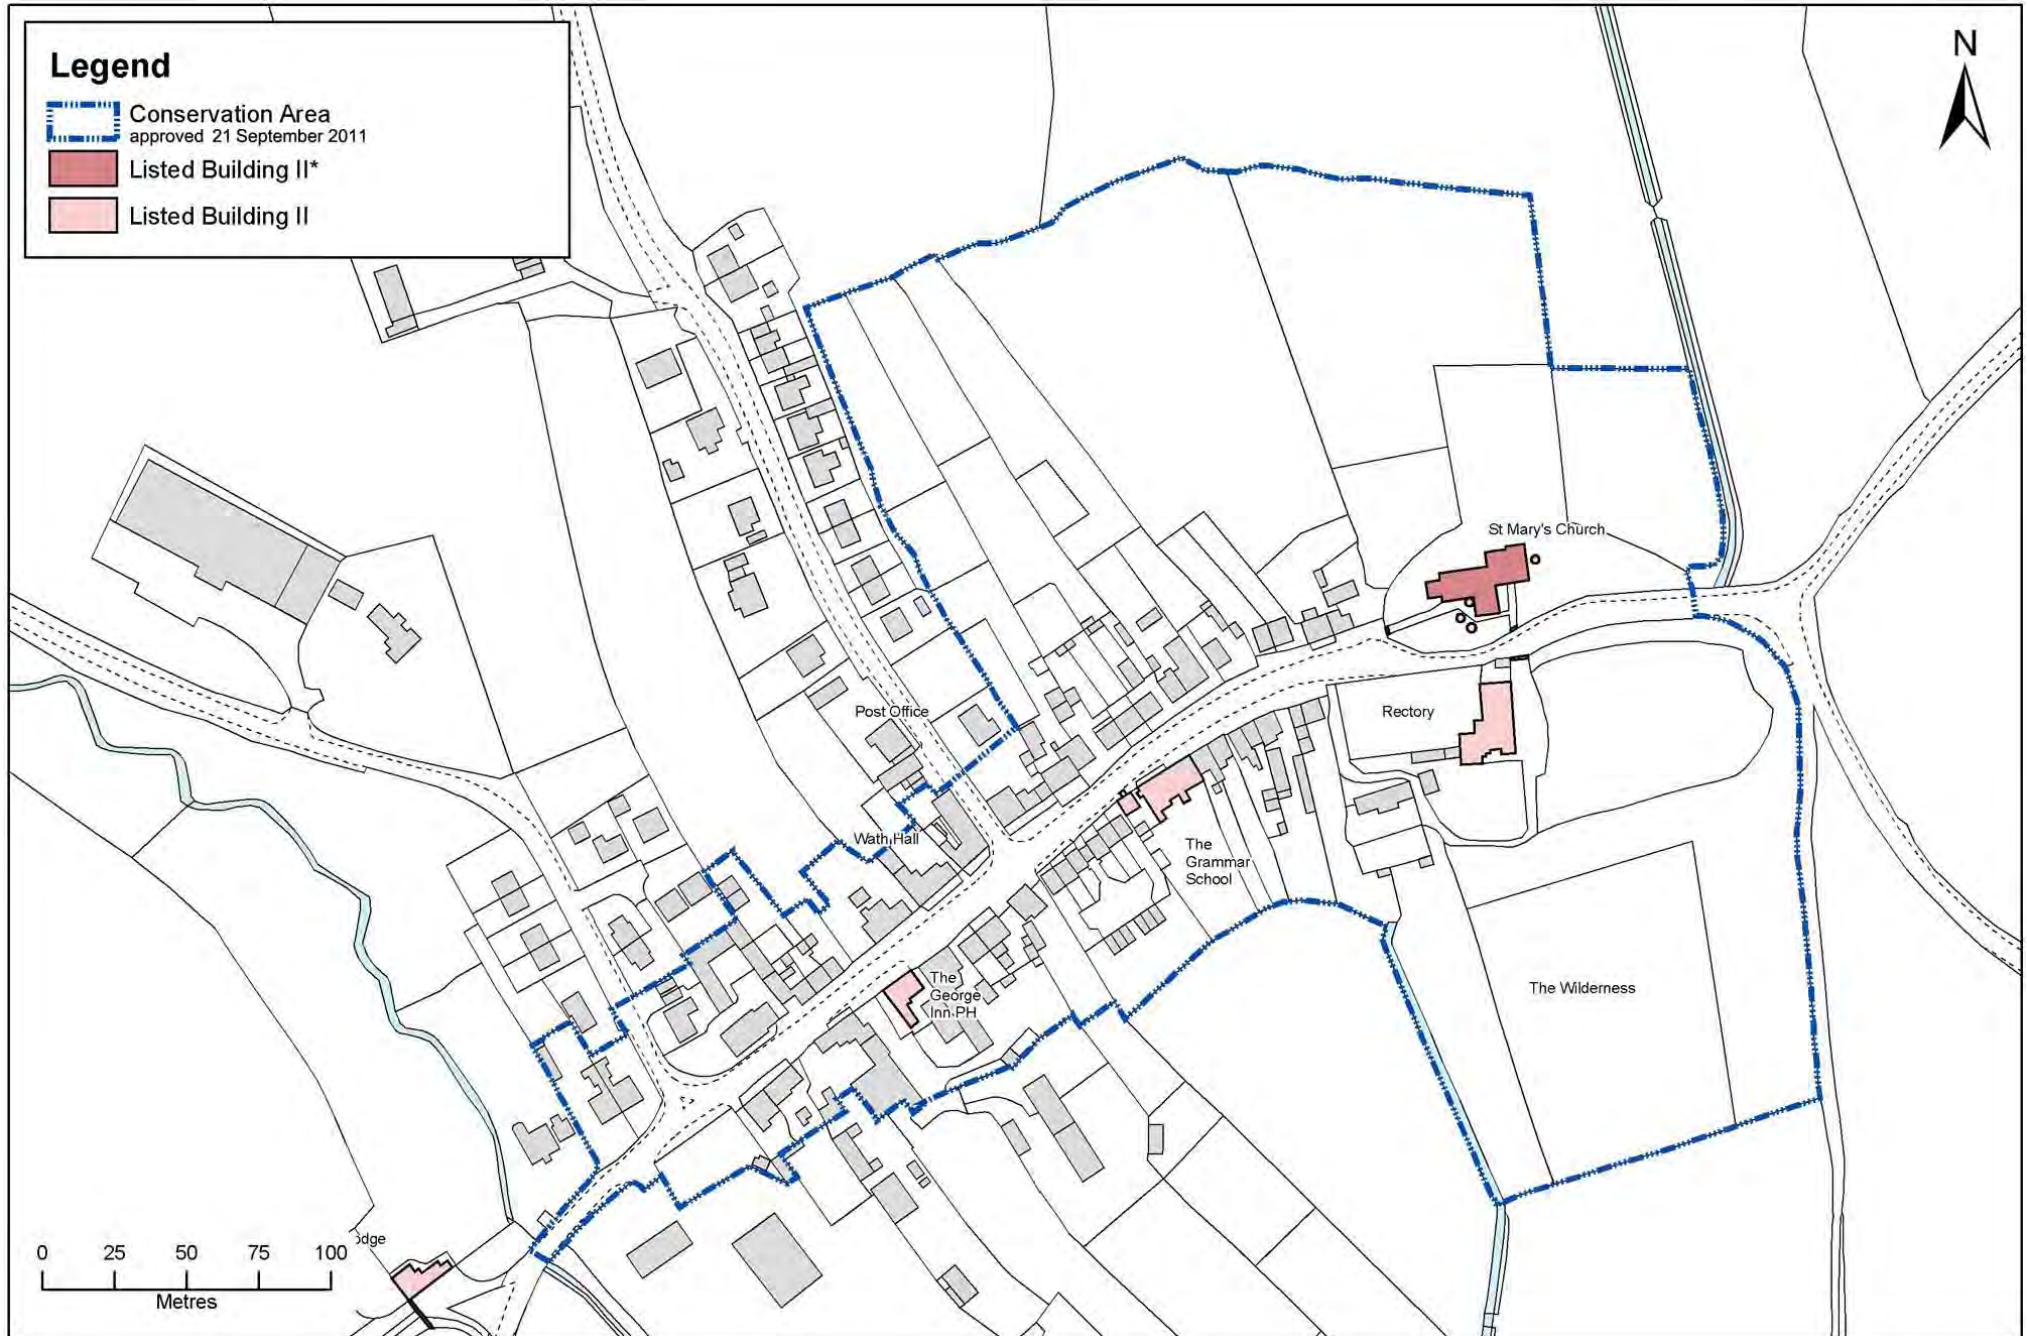 Legend
Conservation Area
approved 21 September 2011
Listed Building II*
Listed Building II
N
St Mary's Church
Post Office
Rectory
Wath Hall
The
Grammar
School
The
George
Inn PH
The Wilderness
odge
0 25 50 75 100
Metres